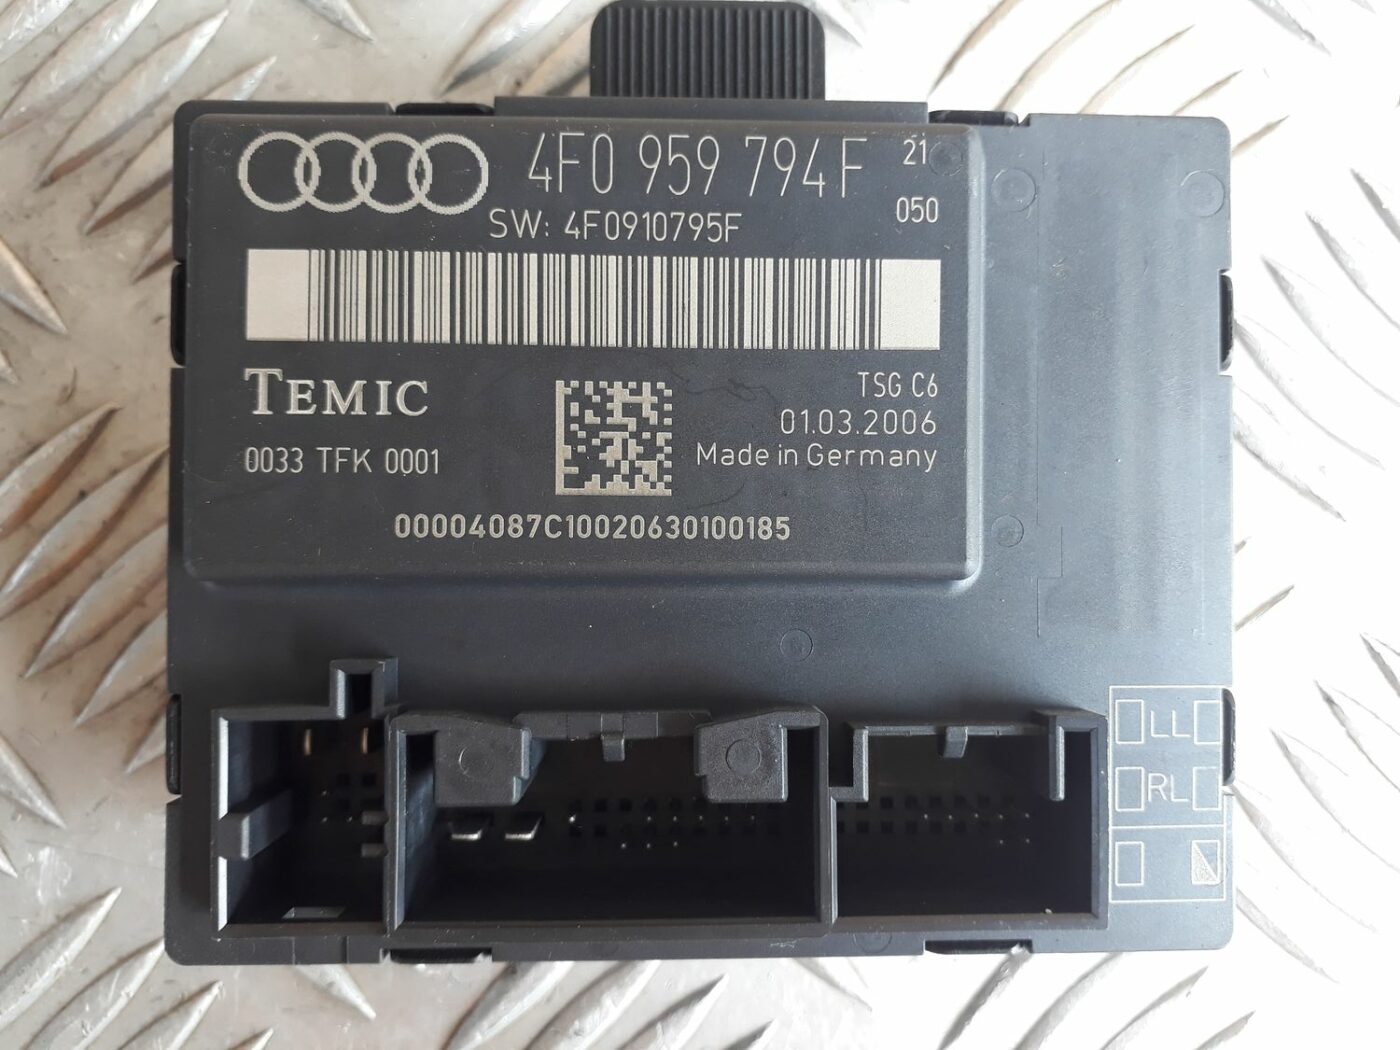 4F0 959 794 F 21
SW: 4F0910795F 050
TEMIC
TSG C6
01.03.2006
0033 TFK 0001
Made in Germany
00004087C10020630100185
LL
RL